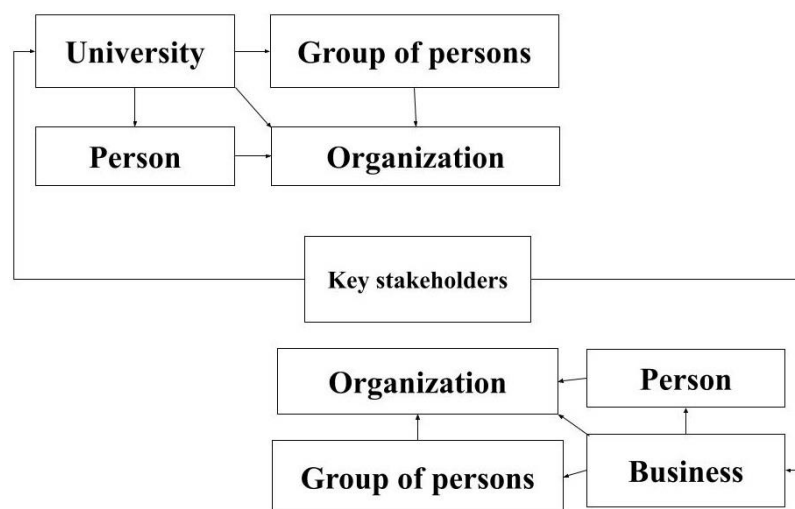 University
Group of persons
Person
Organization
Key stakeholders
Organization
Person
Group of persons
Business